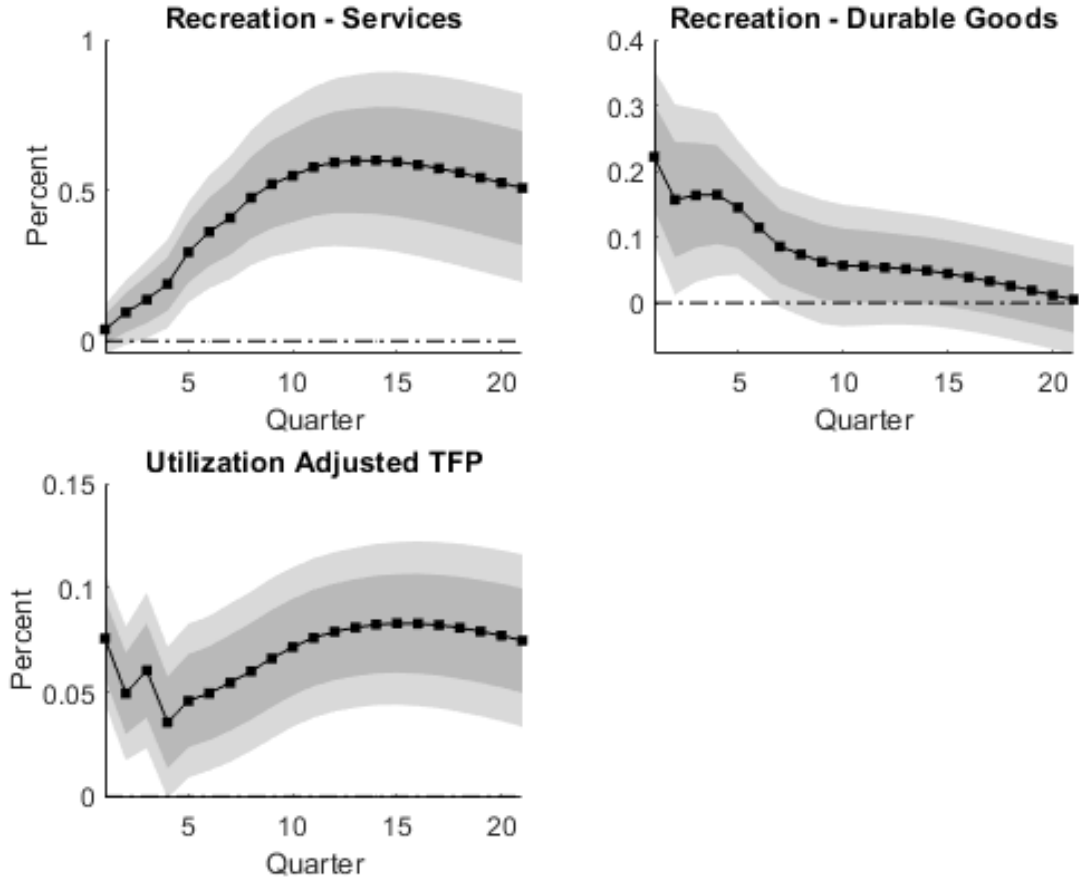 Recreation - Services
Percent
1
0.5
0
5 10 15 20
Quarter
Recreation - Durable Goods
0.4
0.3
0.2
0.1
0
5 10 15 20
Quarter
Utilization Adjusted TFP
Percent
0.15
0.1
0.05
0
5 10 15 20
Quarter